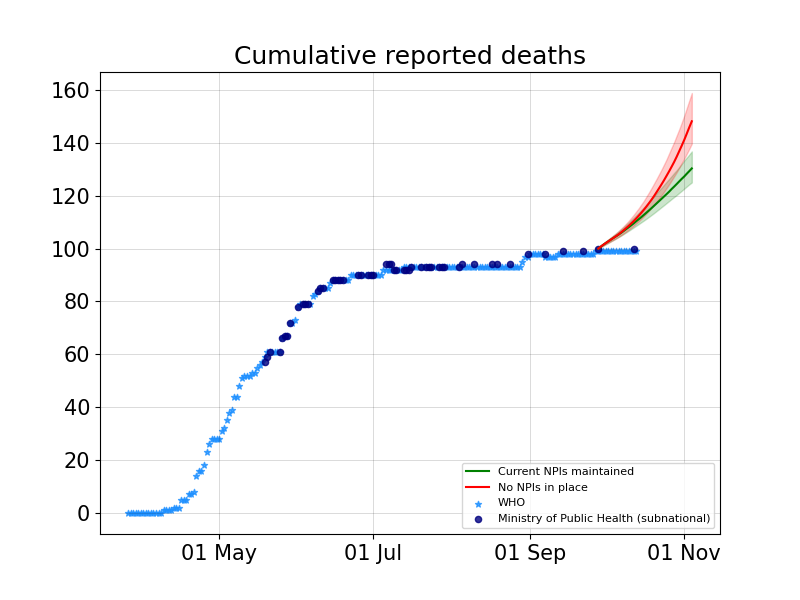 Cumulative reported deaths
160
140
120
100
80
60
40
20
0
01 May
01 Jul
01 Sep
01 Nov
Current NPIs maintained
No NPIs in place
WHO
Ministry of Public Health (subnational)